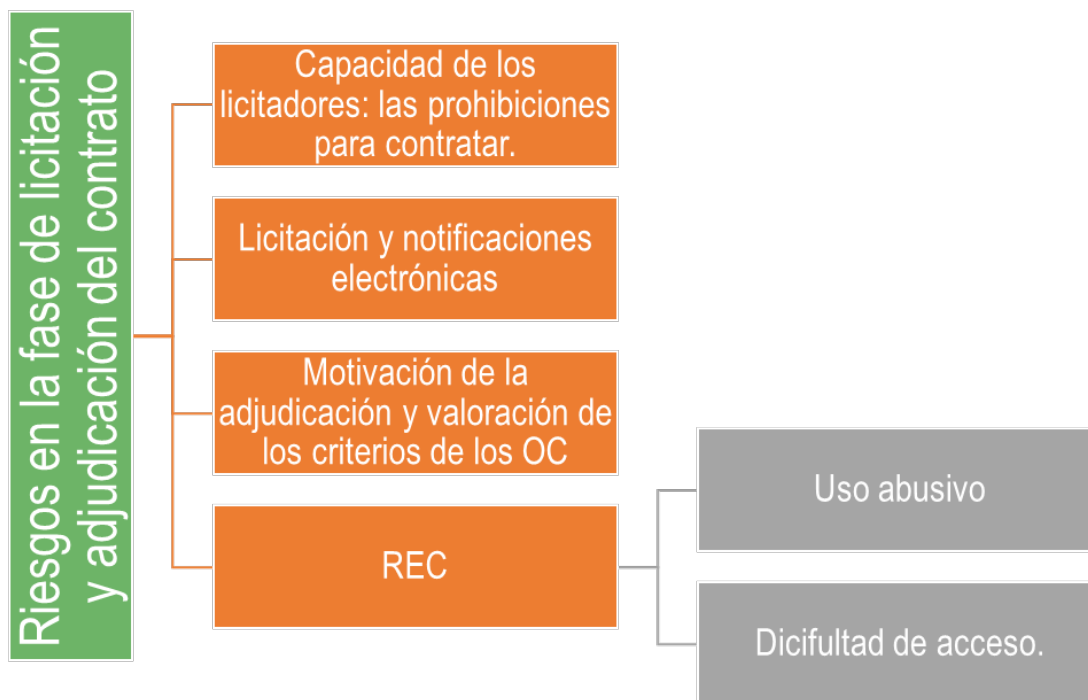 Riesgos en la fase de licitación
y adjudicación del contrato
Capacidad de los
licitadores: las prohibiciones
para contratar.
Licitación y notificaciones
electrónicas
Motivación de la
adjudicación y valoración de
los criterios de los OC
REC
Uso abusivo
Dicifultad de acceso.